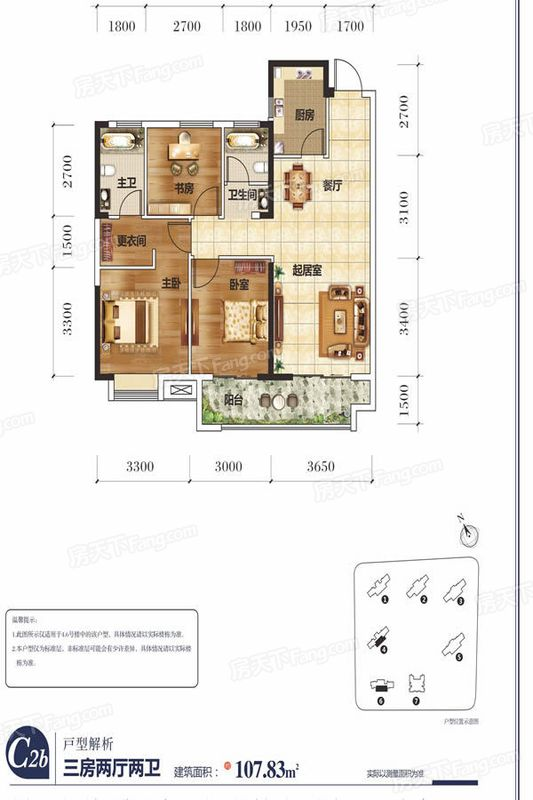 1800 2700 1800 1950 1700
2700
1500
3300
2700
3100
3400
1500
厨房
餐厅
主卫
书房
卫生间
更衣间
起居室
主卧
卧室
阳台
3300 3000 3650
房天下Fang.com
N
1
2
3
4
5
6
7
户型位置示意图
温馨提示:
1.此图所示仅适用于4.6号楼中的该户型，具体情况请以实际楼栋为准。
2.本户型仅为标准层，非标准层可能会有少许差异，具体情况请以实际楼栋为准。
C2b
户型解析
三房两厅两卫 建筑面积: 约107.83m²
实际以测量面积为准